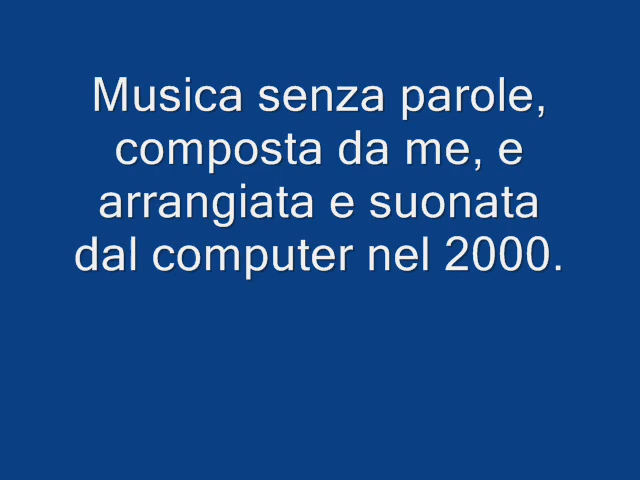 Musica senza parole,
composta da me, e
arrangiata e suonata
dal computer nel 2000.